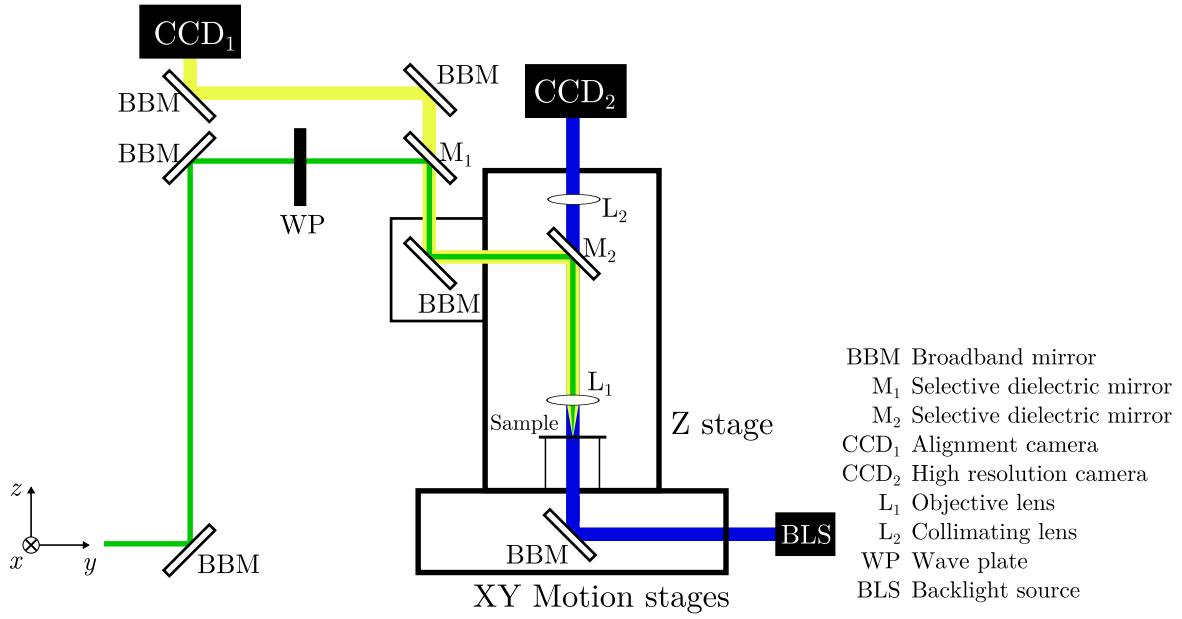 CCD₁
BBM
BBM
CCD₂
BBM
M₁
WP
L₂
M₂
BBM
L₁
Sample
Z stage
BBM
BBM
BLS
XY Motion stages
z
x
y
BBM Broadband mirror
M₁ Selective dielectric mirror
M₂ Selective dielectric mirror
CCD₁ Alignment camera
CCD₂ High resolution camera
L₁ Objective lens
L₂ Collimating lens
WP Wave plate
BLS Backlight source